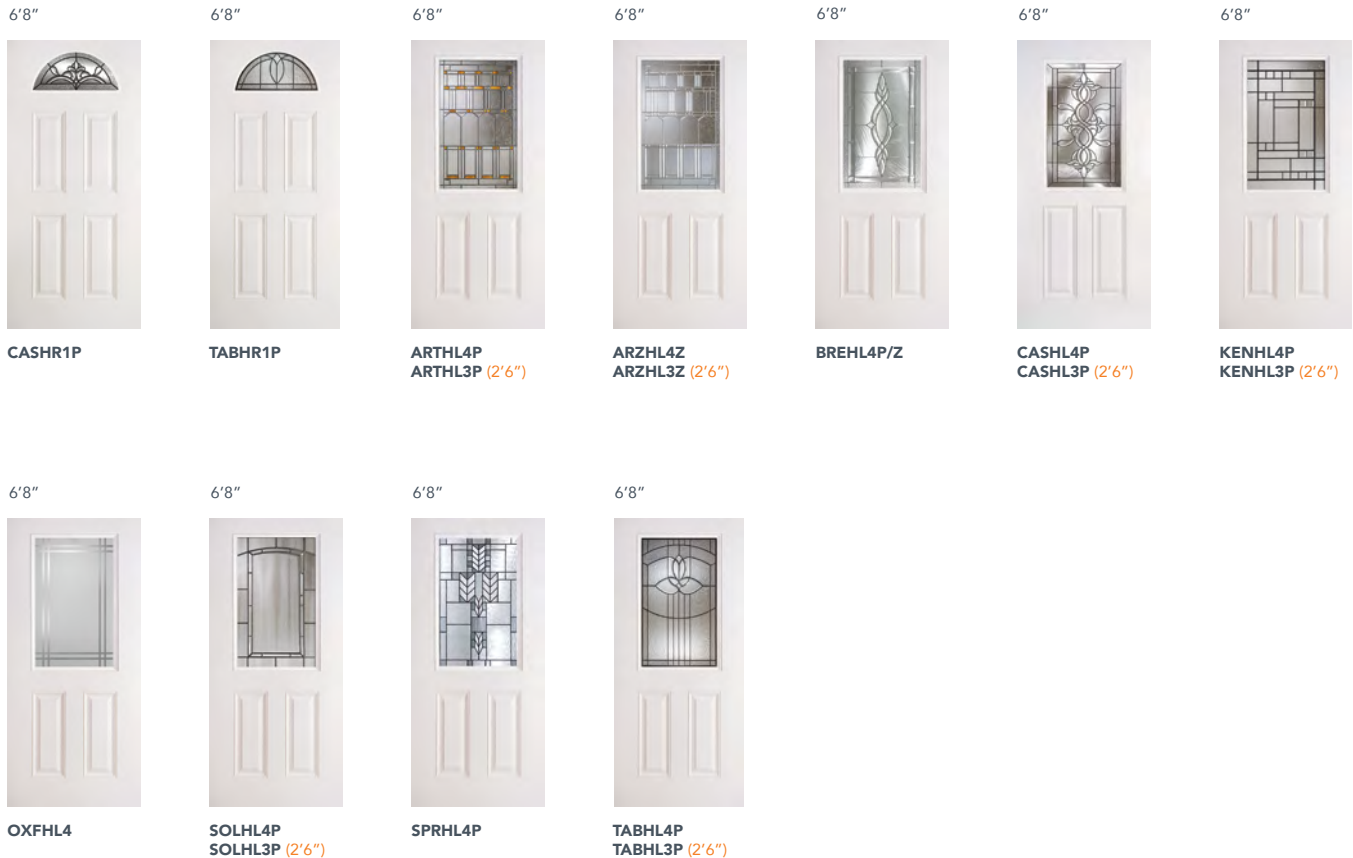 6’8”
6’8”
6’8”
6’8”
6’8”
6’8”
6’8”
CASHR1P
TABHR1P
ARTHL4P
ARTHL3P (2’6”)
ARZHL4Z
ARZHL3Z (2’6”)
BREHL4P/Z
CASHL4P
CASHL3P (2’6”)
KENHL4P
KENHL3P (2’6”)
6’8”
6’8”
6’8”
6’8”
OXFHL4
SOLHL4P
SOLHL3P (2’6”)
SPRHL4P
TABHL4P
TABHL3P (2’6”)